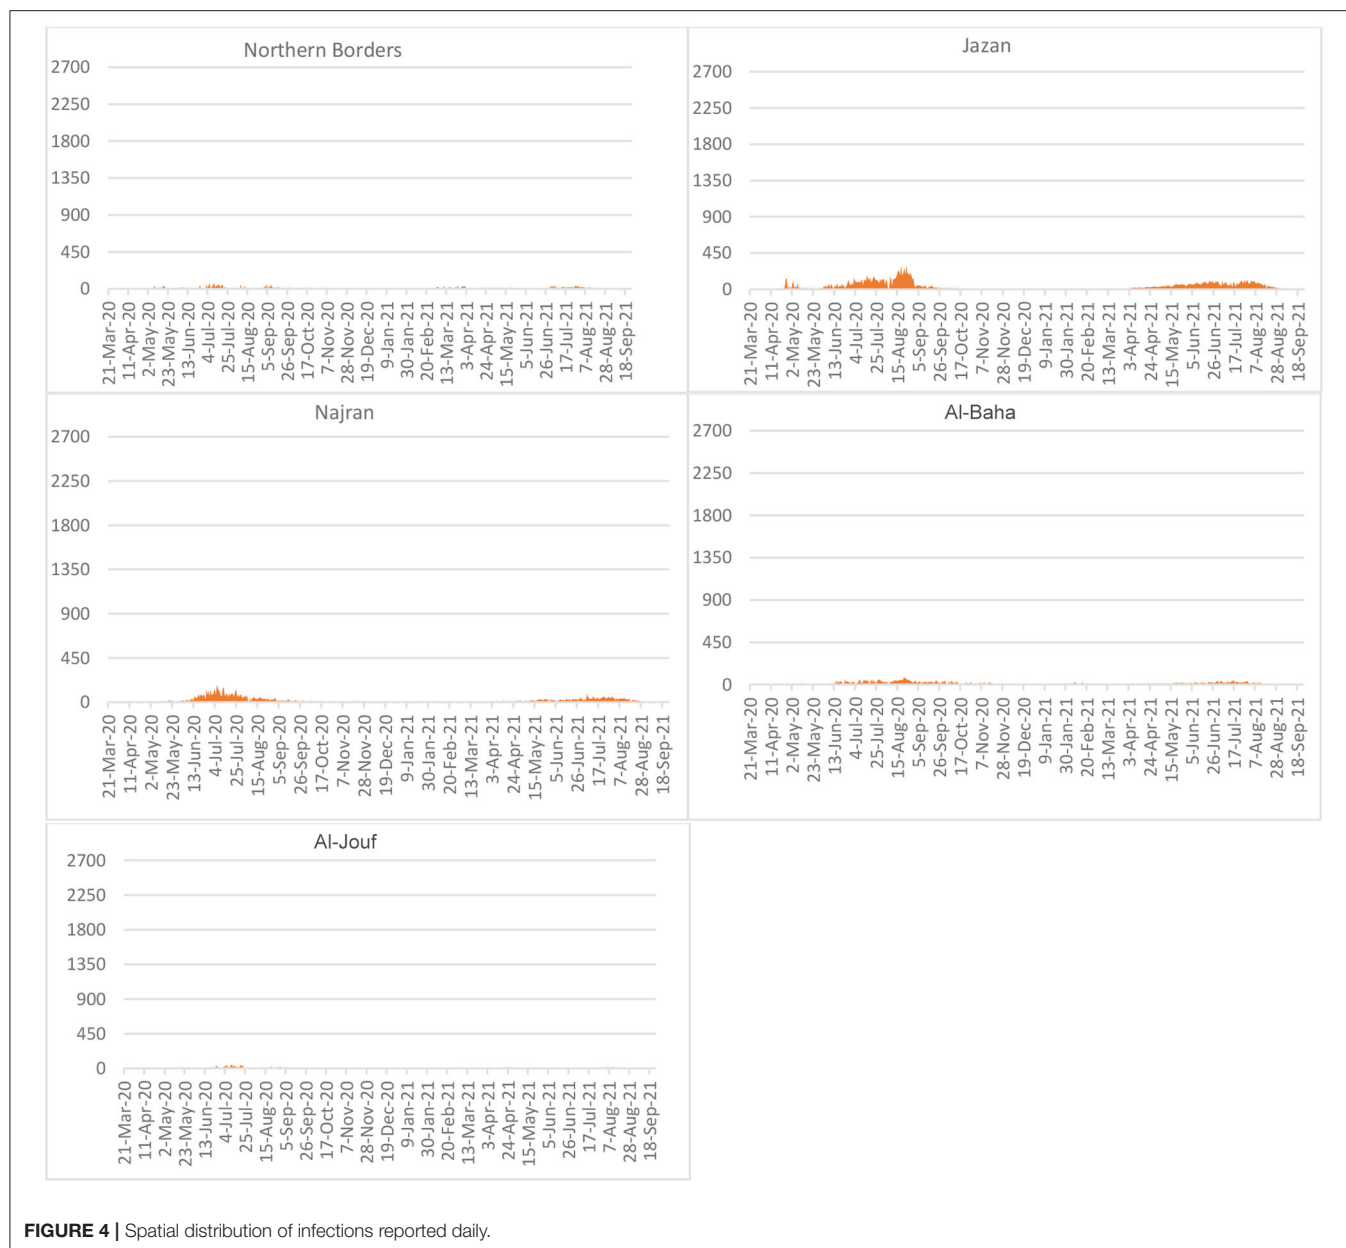 Northern Borders
2700
2250
1800
1350
900
450
0
21-Mar-20
11-Apr-20
2-May-20
23-May-20
13-Jun-20
4-Jul-20
25-Jul-20
15-Aug-20
5-Sep-20
26-Sep-20
17-Oct-20
7-Nov-20
28-Nov-20
19-Dec-20
9-Jan-21
30-Jan-21
20-Feb-21
13-Mar-21
3-Apr-21
24-Apr-21
15-May-21
5-Jun-21
26-Jun-21
17-Jul-21
7-Aug-21
28-Aug-21
18-Sep-21
Jazan
2700
2250
1800
1350
900
450
0
21-Mar-20
11-Apr-20
2-May-20
23-May-20
13-Jun-20
4-Jul-20
25-Jul-20
15-Aug-20
5-Sep-20
26-Sep-20
17-Oct-20
7-Nov-20
28-Nov-20
19-Dec-20
9-Jan-21
30-Jan-21
20-Feb-21
13-Mar-21
3-Apr-21
24-Apr-21
15-May-21
5-Jun-21
26-Jun-21
17-Jul-21
7-Aug-21
28-Aug-21
18-Sep-21
Najran
2700
2250
1800
1350
900
450
0
21-Mar-20
11-Apr-20
2-May-20
23-May-20
13-Jun-20
4-Jul-20
25-Jul-20
15-Aug-20
5-Sep-20
26-Sep-20
17-Oct-20
7-Nov-20
28-Nov-20
19-Dec-20
9-Jan-21
30-Jan-21
20-Feb-21
13-Mar-21
3-Apr-21
24-Apr-21
15-May-21
5-Jun-21
26-Jun-21
17-Jul-21
7-Aug-21
28-Aug-21
18-Sep-21
Al-Baha
2700
2250
1800
1350
900
450
0
21-Mar-20
11-Apr-20
2-May-20
23-May-20
13-Jun-20
4-Jul-20
25-Jul-20
15-Aug-20
5-Sep-20
26-Sep-20
17-Oct-20
7-Nov-20
28-Nov-20
19-Dec-20
9-Jan-21
30-Jan-21
20-Feb-21
13-Mar-21
3-Apr-21
24-Apr-21
15-May-21
5-Jun-21
26-Jun-21
17-Jul-21
7-Aug-21
28-Aug-21
18-Sep-21
Al-Jouf
2700
2250
1800
1350
900
450
0
21-Mar-20
11-Apr-20
2-May-20
23-May-20
13-Jun-20
4-Jul-20
25-Jul-20
15-Aug-20
5-Sep-20
26-Sep-20
17-Oct-20
7-Nov-20
28-Nov-20
19-Dec-20
9-Jan-21
30-Jan-21
20-Feb-21
13-Mar-21
3-Apr-21
24-Apr-21
15-May-21
5-Jun-21
26-Jun-21
17-Jul-21
7-Aug-21
28-Aug-21
18-Sep-21
FIGURE 4 | Spatial distribution of infections reported daily.